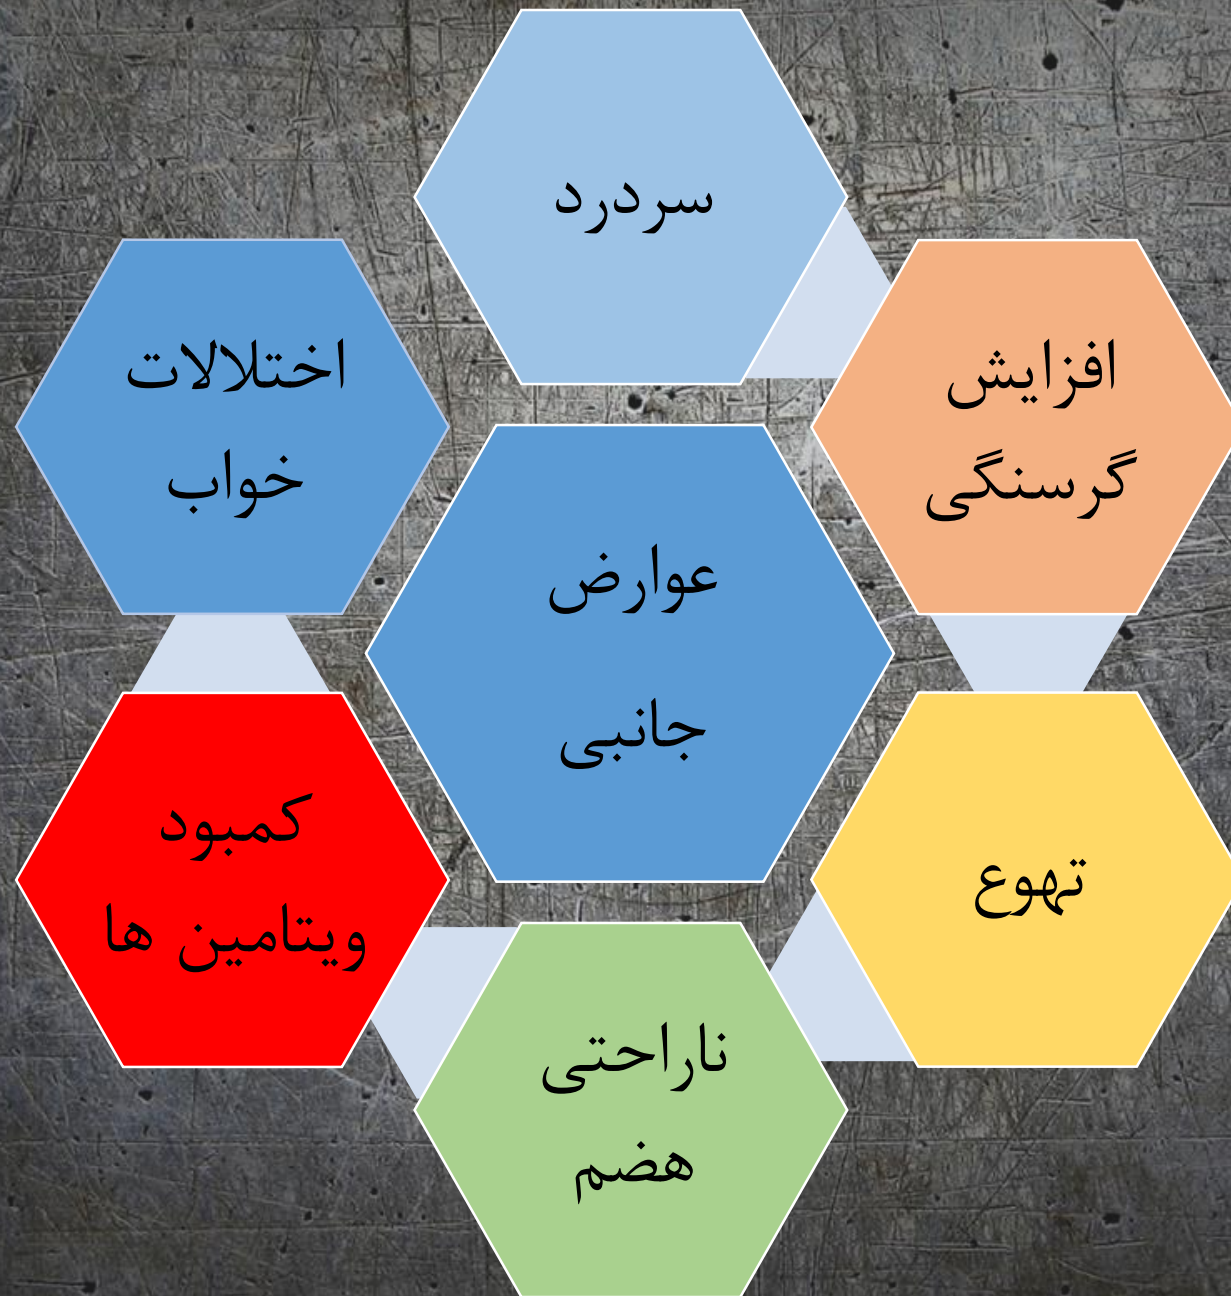 سردرد
افزایش
گرسنگی
تهوع
ناراحتی
هضم
کمبود
ویتامین ها
اختلالات
خواب
عوارض
جانبی